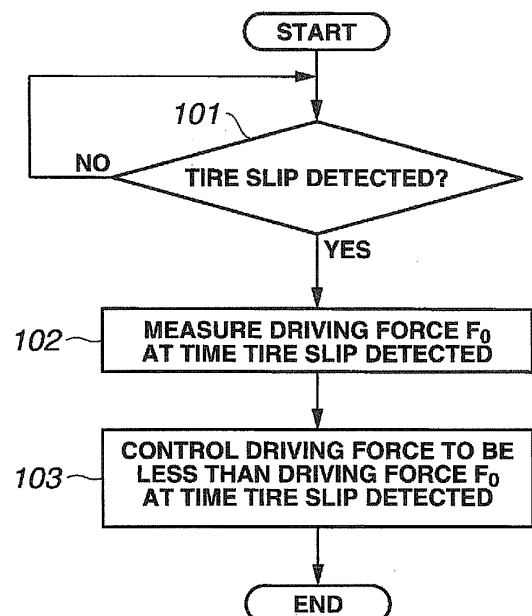 START
101
NO
TIRE SLIP DETECTED?
YES
102
MEASURE DRIVING FORCE F₀
AT TIME TIRE SLIP DETECTED
103
CONTROL DRIVING FORCE TO BE
LESS THAN DRIVING FORCE F₀
AT TIME TIRE SLIP DETECTED
END